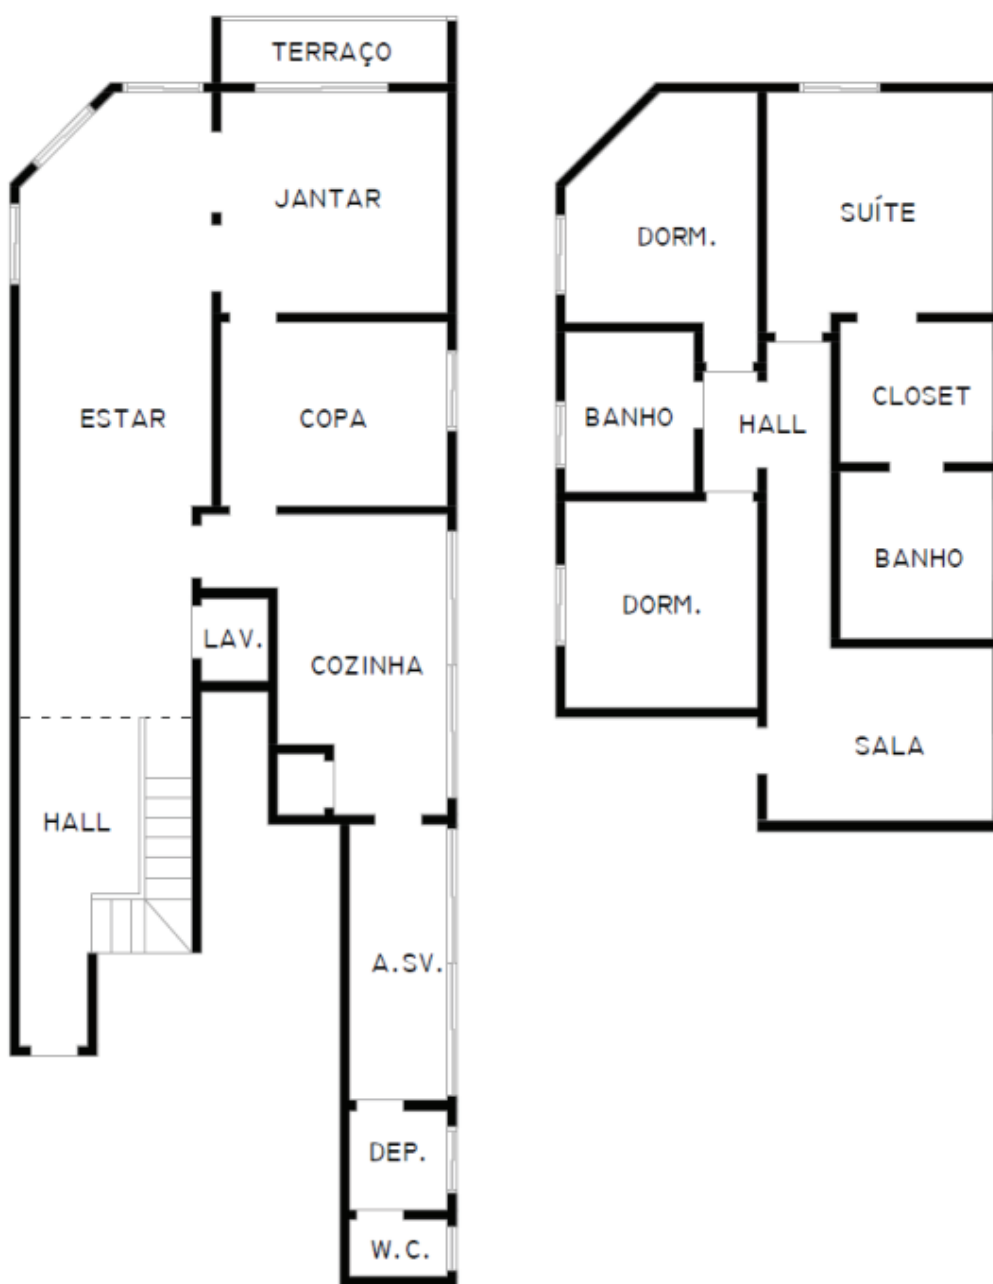 TERRAÇO
JANTAR
ESTAR
COPA
LAV.
COZINHA
HALL
A.SV.
DEP.
W.C.
SUÍTE
DORM.
CLOSET
BANHO
HALL
BANHO
DORM.
SALA